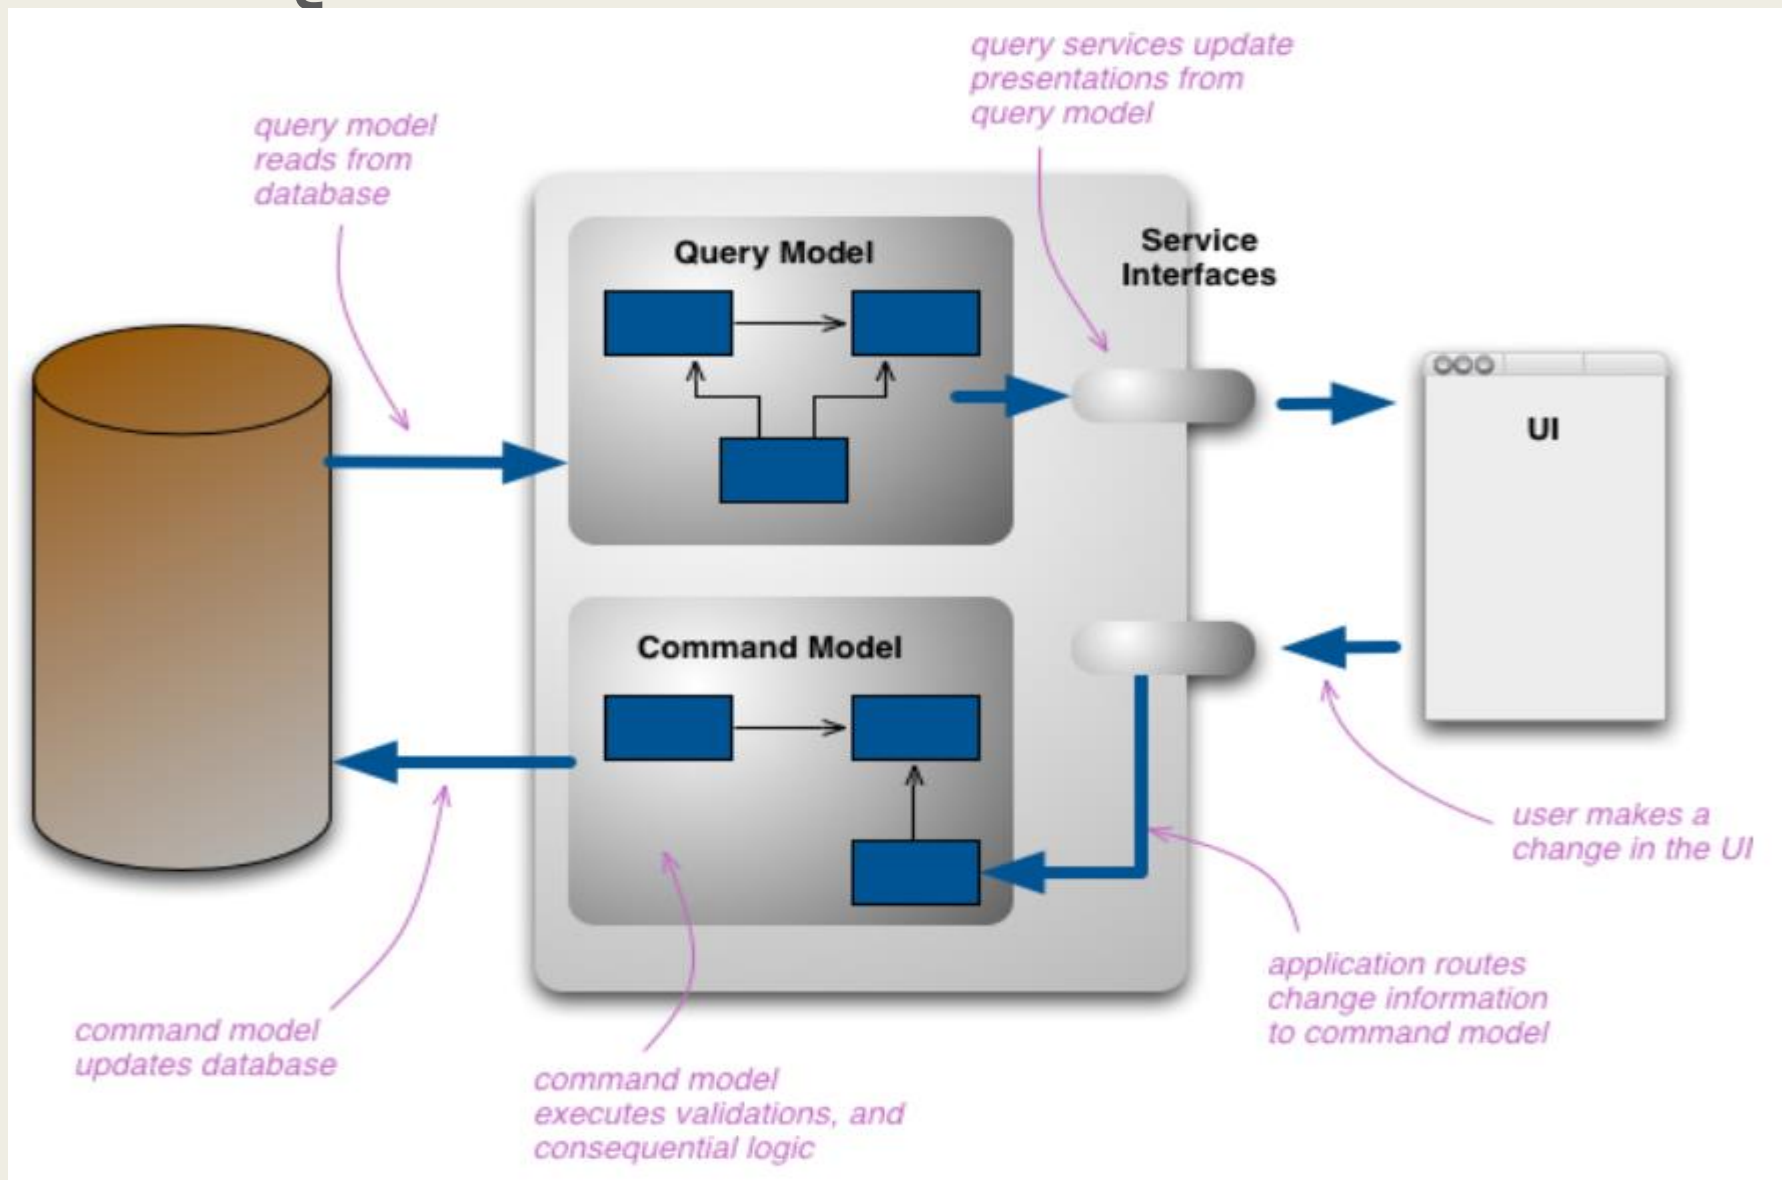 query services update
presentations from
query model
query model
reads from
database
Query Model
Service
Interfaces
UI
Command Model
user makes a
change in the UI
application routes
change information
to command model
command model
updates database
command model
executes validations, and
consequential logic